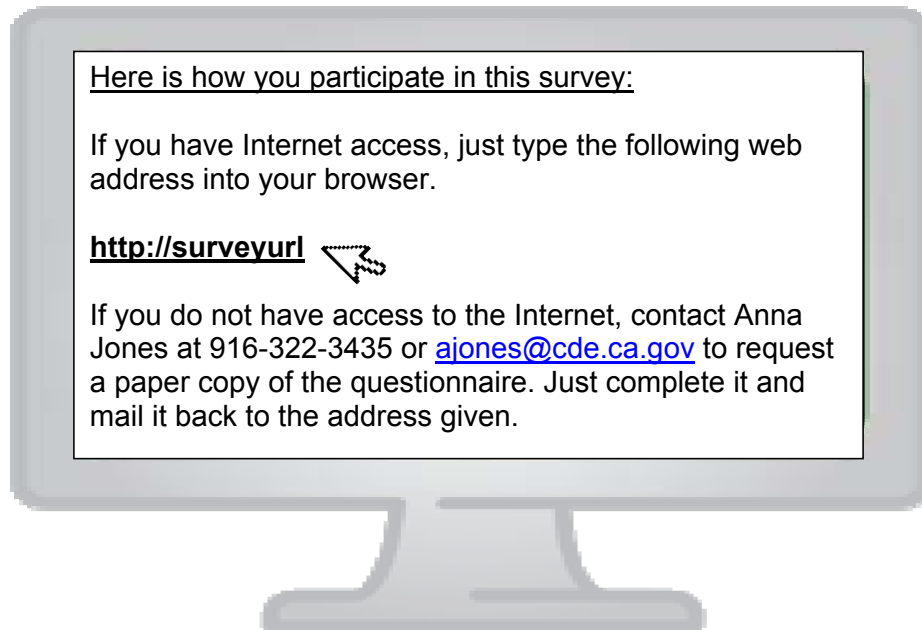 Here is how you participate in this survey:
If you have Internet access, just type the following web
address into your browser.
http://surveyurl
If you do not have access to the Internet, contact Anna
Jones at 916-322-3435 or ajones@cde.ca.gov to request
a paper copy of the questionnaire. Just complete it and
mail it back to the address given.